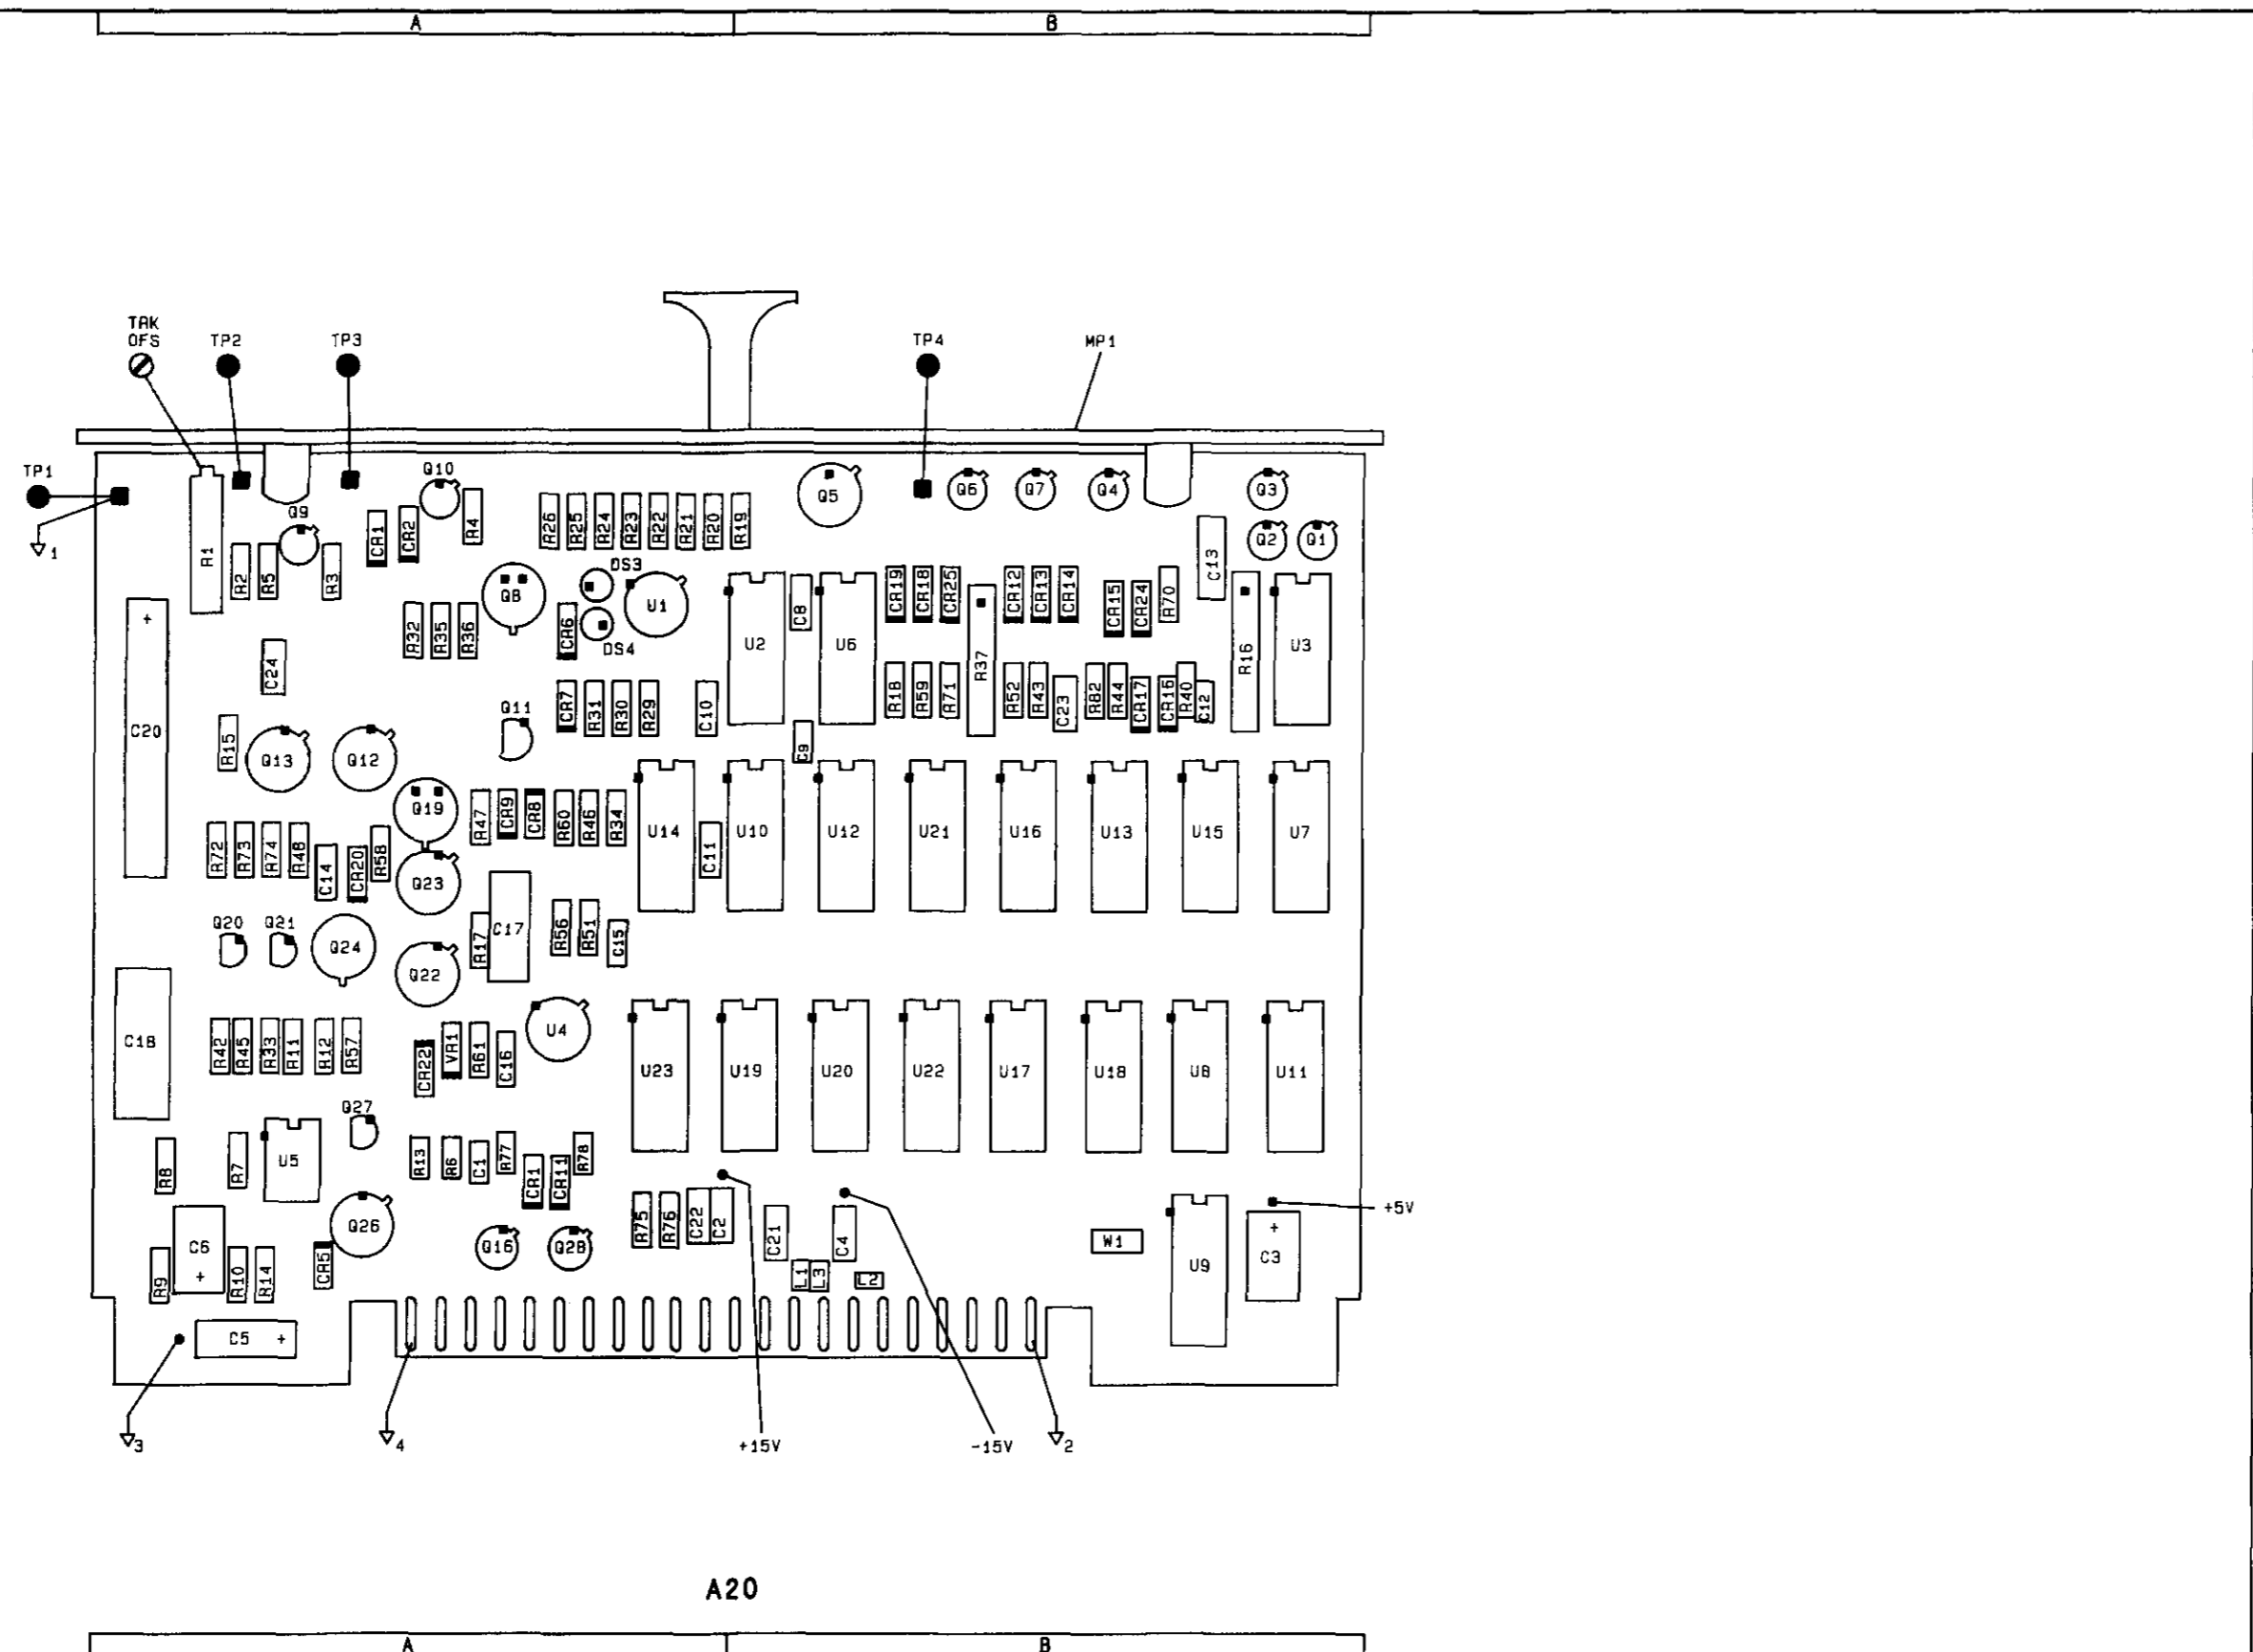 A B
TRK
OFS TP2 TP3 TP4 MP1
TP1
1
Q10
Q5 Q6 Q7 Q4 Q3
Q9
R1 R2 R5 R3 CR1 CR2 R4 R26 R25 R24 R23 R22 R21 R20 R19 C13 Q2 Q1
DS3
Q8 U1
CR19 CR18 CR25 CR12 CR13 CR14 CR15 CR24 R70
+
R32 R35 R36 CR6 C8
DS4
U2 U6 R37 R16 U3
C24
CR7 R31 R30 R29 C10 R18 R59 R71 R52 R43 C23 R82 R44 CR17 CR16 R40 C12
Q11
C20 R15 Q13 Q12 C9
Q19 R47 CR9 CR8 R60 R46 R34
U14 U10 U12 U21 U16 U13 U15 U7
R72 R73 R74 R48 C14 CR20 R58 C11
Q23
Q20 Q21
Q24 R17 C17 R56 R51 C15
Q22
U4
C18 R42 R45 R33 R11 R12 R57 CR22 VR1 R61 C16
U23 U19 U20 U22 U17 U18 U8 U11
Q27
R8 R7 U5 R13 R6 C1 R77 CR1 CR11 R78
+5V
Q26 R75 R76 C22 C2 C21 C4 W1 +
C6 Q16 Q28 C3
+ U9
R9 R10 R14 CR5 L1 L3 L2
C5 +
3 4 +15V -15V 2
A20
A B